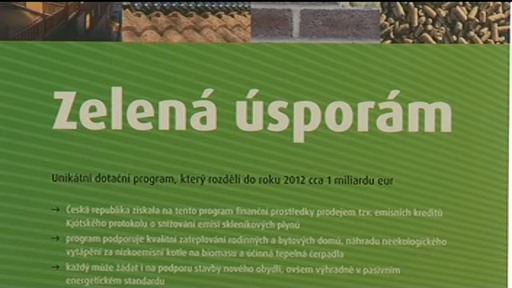 Zelená úsporám
Unikátní dotační program, který rozdělí do roku 2012 cca 1 miliardu eur
→ Česká republika získala na tento program finanční prostředky prodejem tzv. emisních kreditů
Kjótského protokolu o snižování emisí skleníkových plynů
→ program podporuje kvalitní zateplování rodinných a bytových domů, náhradu neekologického
vytápění za nízkoemisní kotle na biomasu a účinná tepelná čerpadla
→ každý může žádat i na podporu stavby nového obydlí, ovšem výhradně v pasivním
energetickém standardu